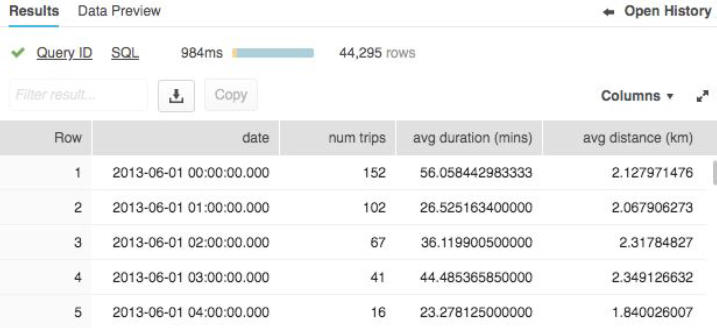 Results Data Preview Open History
Query ID SQL 984ms 44,295 rows
Filter result... Copy Columns
Row date num trips avg duration (mins) avg distance (km)
1 2013-06-01 00:00:00.000 152 56.058442983333 2.127971476
2 2013-06-01 01:00:00.000 102 26.525163400000 2.067906273
3 2013-06-01 02:00:00.000 67 36.119900500000 2.31784827
4 2013-06-01 03:00:00.000 41 44.485365850000 2.349126632
5 2013-06-01 04:00:00.000 16 23.278125000000 1.840026007